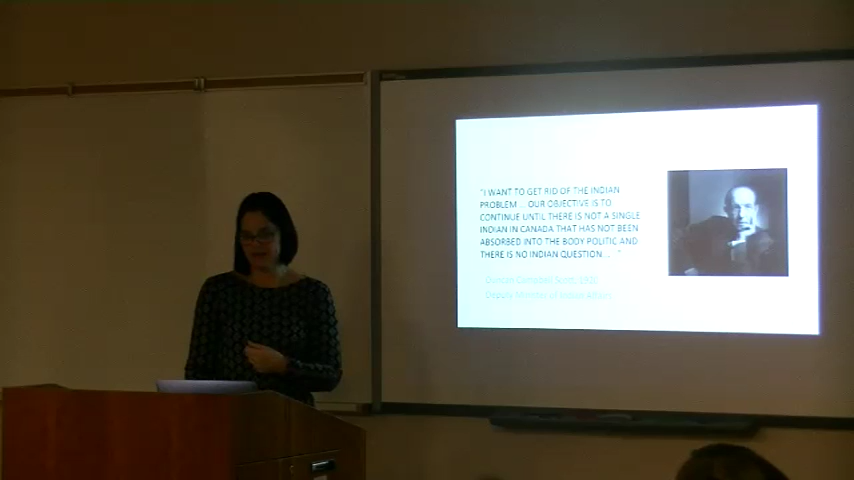 "I WANT TO GET RID OF THE INDIAN
PROBLEM... OUR OBJECTIVE IS TO
CONTINUE UNTIL THERE IS NOT A SINGLE
INDIAN IN CANADA THAT HAS NOT BEEN
ABSORBED INTO THE BODY POLITIC AND
THERE IS NO INDIAN QUESTION... "
Duncan Campbell Scott, 1920
Deputy Minister of Indian Affairs